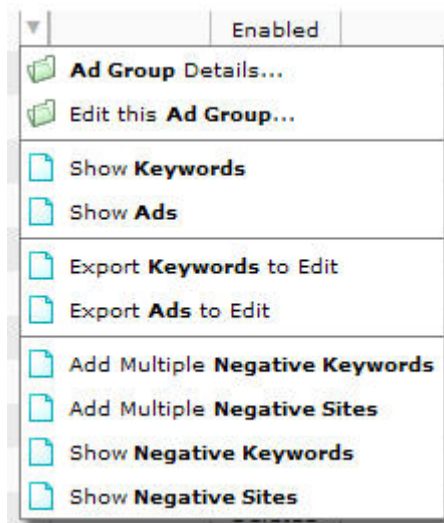 Enabled
Ad Group Details...
Edit this Ad Group...
Show Keywords
Show Ads
Export Keywords to Edit
Export Ads to Edit
Add Multiple Negative Keywords
Add Multiple Negative Sites
Show Negative Keywords
Show Negative Sites